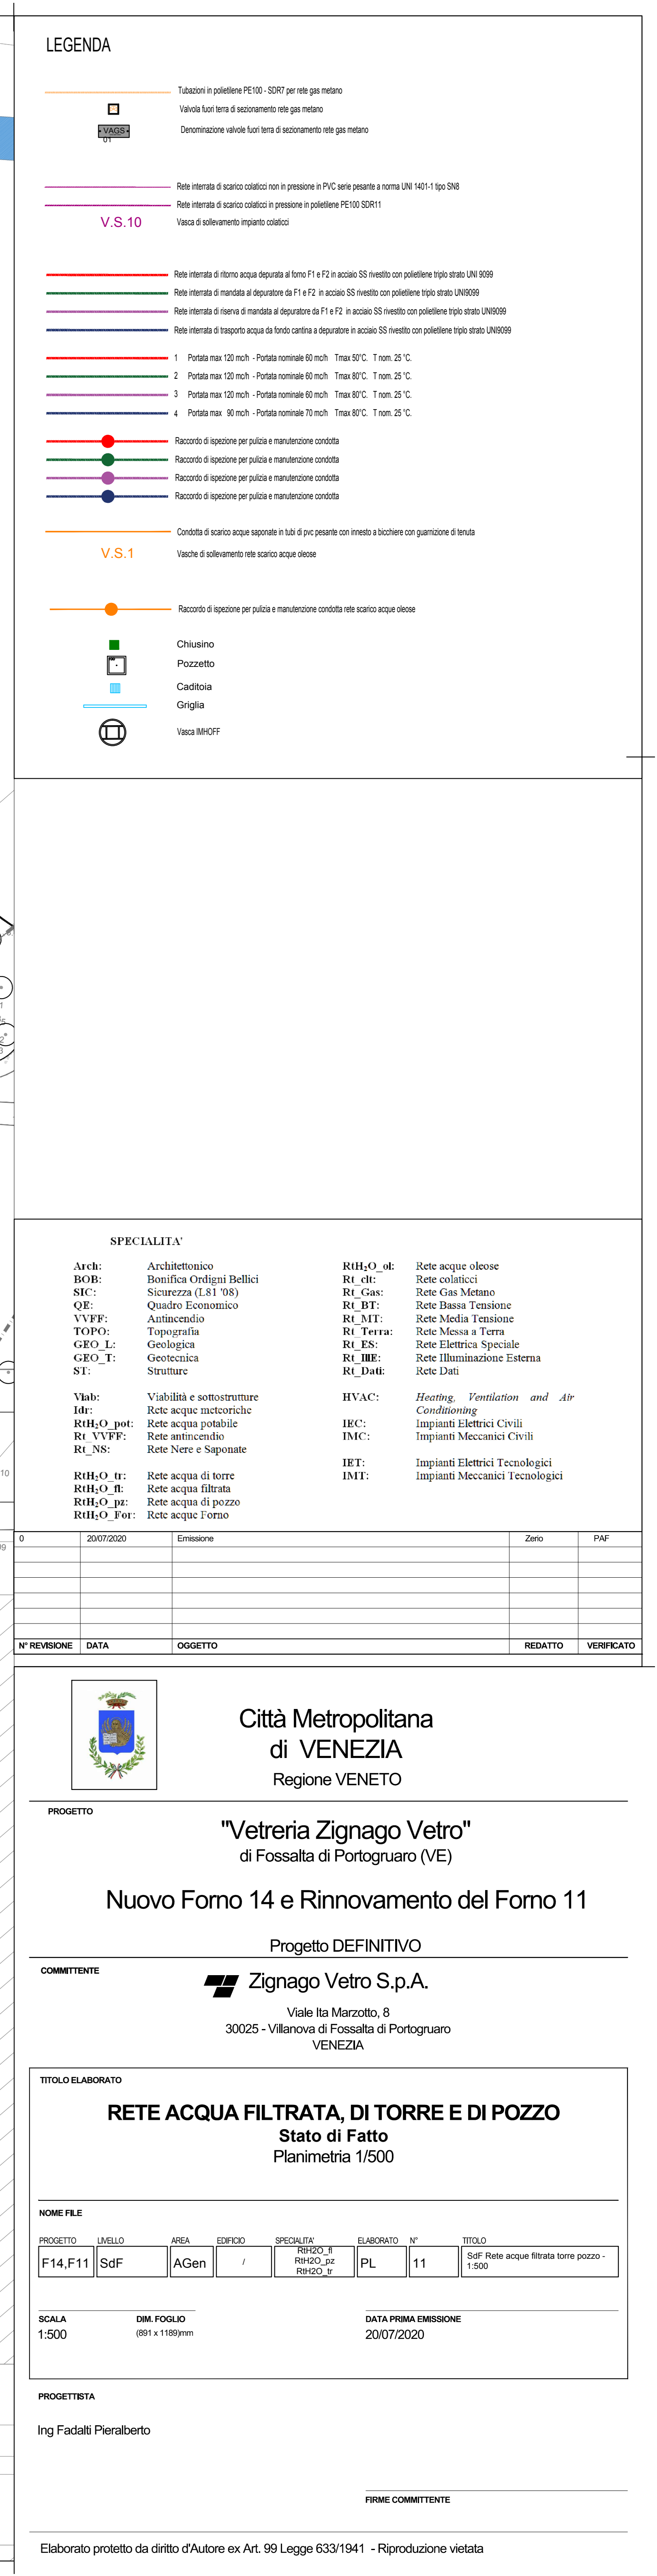 LEGENDA
Tubazioni in polietilene PE100 - SDR7 per rete gas metano
Valvola fuori terra di sezionamento rete gas metano
VAGS
01
Denominazione valvole fuori terra di sezionamento rete gas metano
Rete interrata di scarico colaticci non in pressione in PVC serie pesante a norma UNI 1401-1 tipo SN8
Rete interrata di scarico colaticci in pressione in polietilene PE100 SDR11
V.S.10 Vasca di sollevamento impianto colaticci
Rete interrata di ritorno acqua depurata al forno F1 e F2 in acciaio SS rivestito con polietilene triplo strato UNI 9099
Rete interrata di mandata al depuratore da F1 e F2 in acciaio SS rivestito con polietilene triplo strato UNI9099
Rete interrata di riserva di mandata al depuratore da F1 e F2 in acciaio SS rivestito con polietilene triplo strato UNI9099
Rete interrata di trasporto acqua da fondo cantina a depuratore in acciaio SS rivestito con polietilene triplo strato UNI9099
1 Portata max 120 mc/h - Portata nominale 60 mc/h Tmax 50°C. T nom. 25 °C.
2 Portata max 120 mc/h - Portata nominale 60 mc/h Tmax 80°C. T nom. 25 °C.
3 Portata max 120 mc/h - Portata nominale 60 mc/h Tmax 80°C. T nom. 25 °C.
4 Portata max 90 mc/h - Portata nominale 70 mc/h Tmax 80°C. T nom. 25 °C.
Raccordo di ispezione per pulizia e manutenzione condotta
Raccordo di ispezione per pulizia e manutenzione condotta
Raccordo di ispezione per pulizia e manutenzione condotta
Raccordo di ispezione per pulizia e manutenzione condotta
Condotta di scarico acque saponate in tubi di pvc pesante con innesto a bicchiere con guarnizione di tenuta
V.S.1 Vasche di sollevamento rete scarico acque oleose
Raccordo di ispezione per pulizia e manutenzione condotta rete scarico acque oleose
Chiusino
Pozzetto
Caditoia
Griglia
Vasca IMHOFF
SPECIALITA'
Arch: Architettonico
BOB: Bonifica Ordigni Bellici
SIC: Sicurezza (L81 '08)
QE: Quadro Economico
VVFF: Antincendio
TOPO: Topografia
GEO_L: Geologica
GEO_T: Geotecnica
ST: Strutture
Viab: Viabilità e sottostrutture
Idr: Rete acque meteoriche
RtH₂O_pot: Rete acqua potabile
Rt_VVFF: Rete antincendio
Rt_NS: Rete Nere e Saponate
RtH₂O_tr: Rete acqua di torre
RtH₂O_fl: Rete acqua filtrata
RtH₂O_pz: Rete acqua di pozzo
RtH₂O_For: Rete acque Forno
RtH₂O_ol: Rete acque oleose
Rt_clt: Rete colaticci
Rt_Gas: Rete Gas Metano
Rt_BT: Rete Bassa Tensione
Rt_MT: Rete Media Tensione
Rt_Terra: Rete Messa a Terra
Rt_ES: Rete Elettrica Speciale
Rt_IllE: Rete Illuminazione Esterna
Rt_Dati: Rete Dati
HVAC: Heating, Ventilation and Air
Conditioning
IEC: Impianti Elettrici Civili
IMC: Impianti Meccanici Civili
IET: Impianti Elettrici Tecnologici
IMT: Impianti Meccanici Tecnologici
0 20/07/2020 Emissione Zerio PAF
N° REVISIONE DATA OGGETTO REDATTO VERIFICATO
Città Metropolitana
di VENEZIA
Regione VENETO
PROGETTO
"Vetreria Zignago Vetro"
di Fossalta di Portogruaro (VE)
Nuovo Forno 14 e Rinnovamento del Forno 11
Progetto DEFINITIVO
COMMITTENTE
Zignago Vetro S.p.A.
Viale Ita Marzotto, 8
30025 - Villanova di Fossalta di Portogruaro
VENEZIA
TITOLO ELABORATO
RETE ACQUA FILTRATA, DI TORRE E DI POZZO
Stato di Fatto
Planimetria 1/500
NOME FILE
PROGETTO LIVELLO AREA EDIFICIO SPECIALITA' ELABORATO N° TITOLO
F14,F11 SdF AGen / RtH2O_fl
RtH2O_pz
RtH2O_tr
PL 11 SdF Rete acque filtrata torre pozzo -
1:500
SCALA DIM. FOGLIO DATA PRIMA EMISSIONE
1:500 (891 x 1189)mm 20/07/2020
PROGETTISTA
Ing Fadalti Pieralberto
FIRME COMMITTENTE
Elaborato protetto da diritto d'Autore ex Art. 99 Legge 633/1941 - Riproduzione vietata